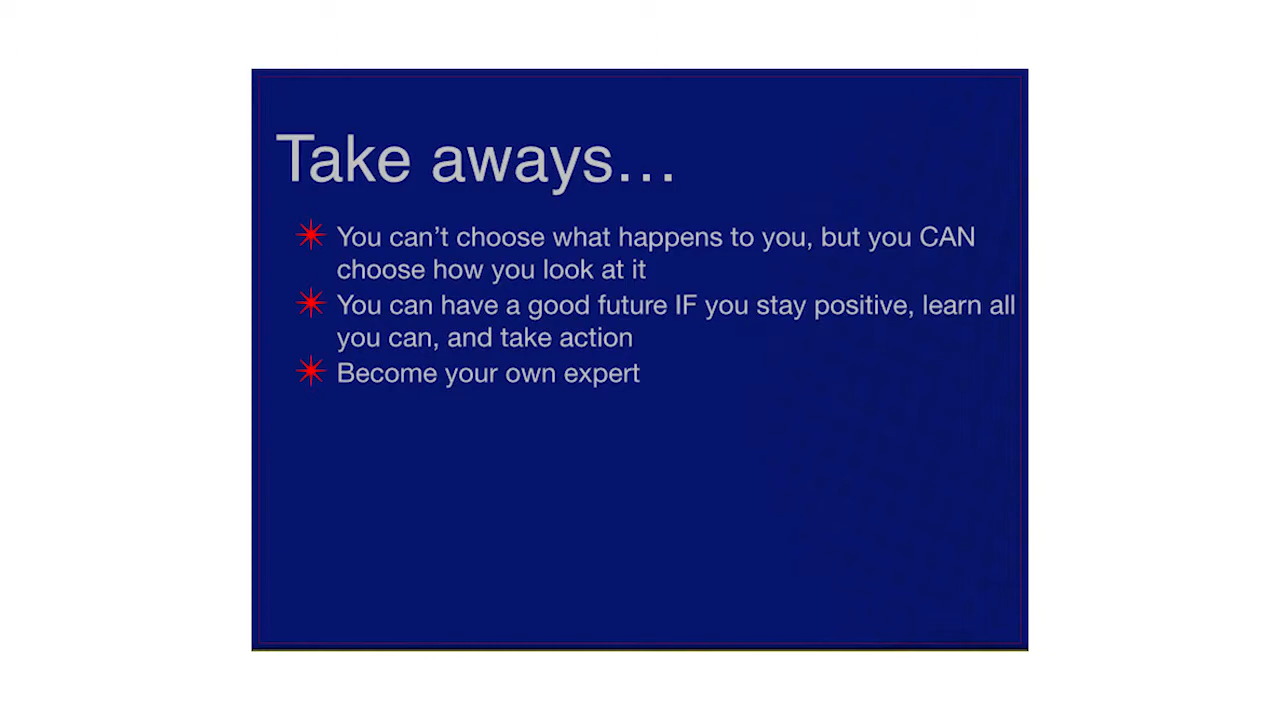 Take aways…
You can’t choose what happens to you, but you CAN
choose how you look at it
You can have a good future IF you stay positive, learn all
you can, and take action
Become your own expert